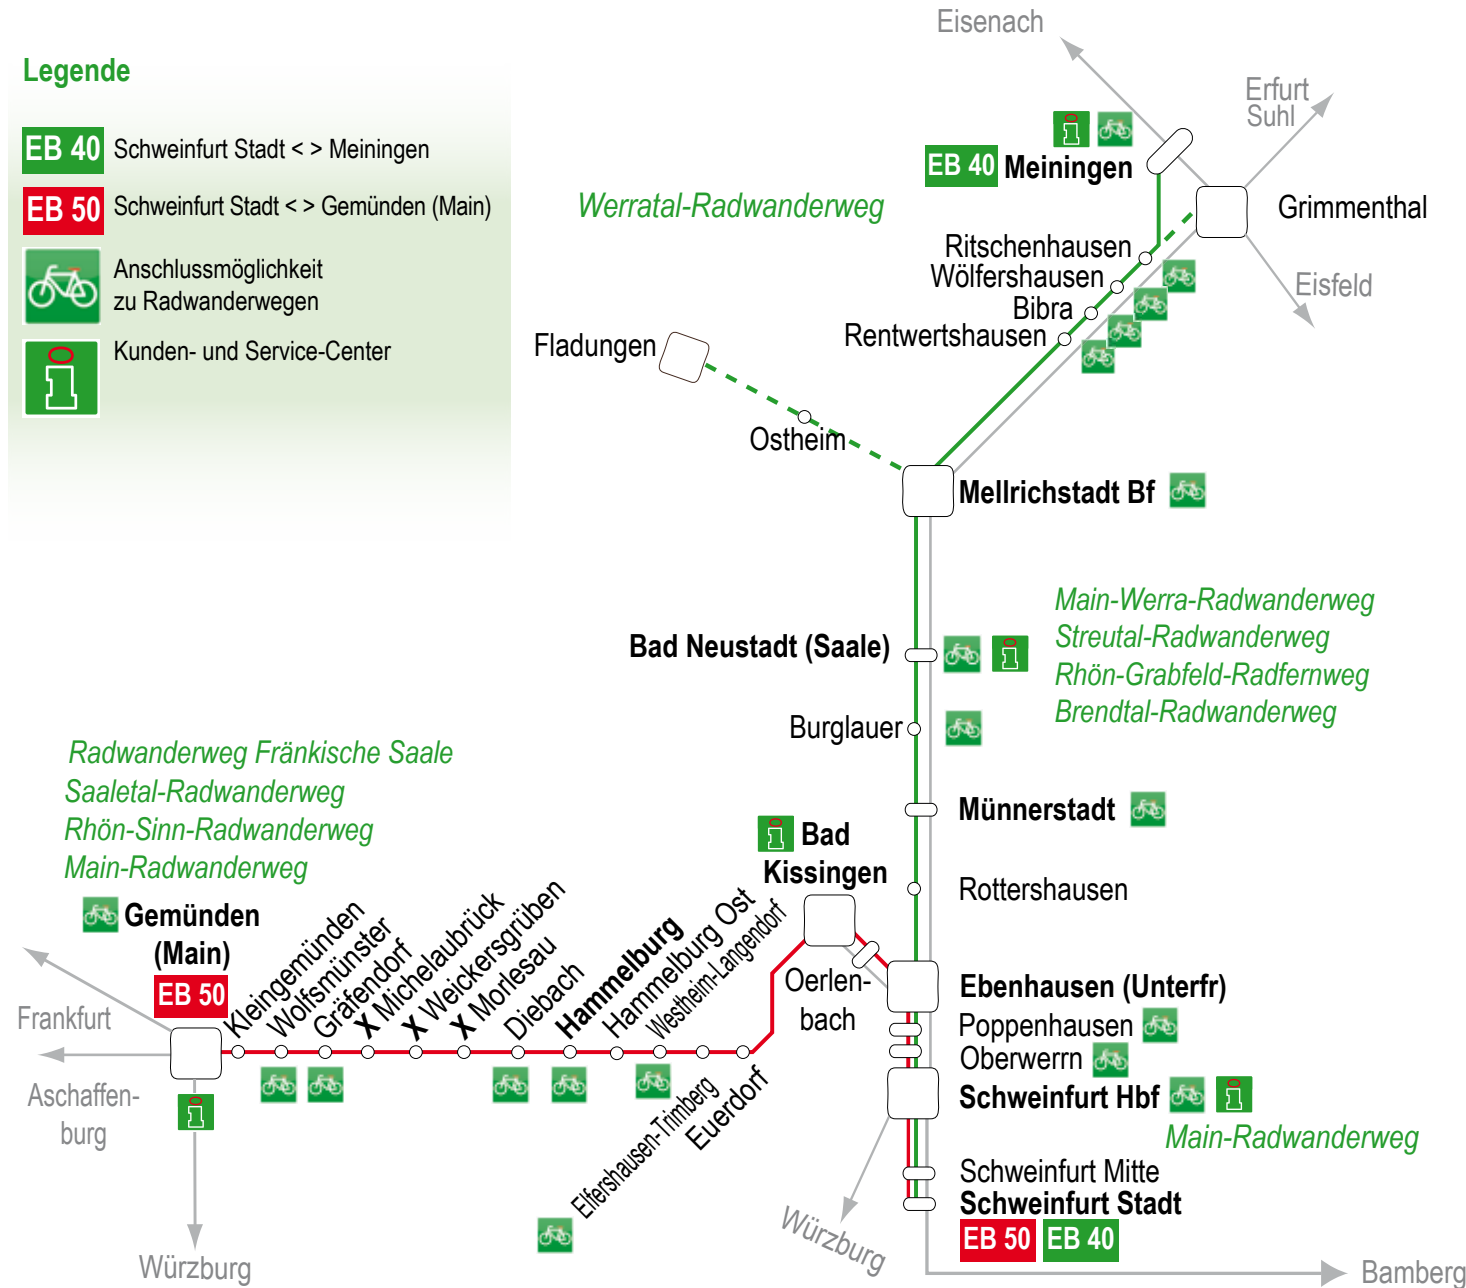 Legende
EB 40 Schweinfurt Stadt < > Meiningen
EB 50 Schweinfurt Stadt < > Gemünden (Main)
Anschlussmöglichkeit
zu Radwanderwegen
Kunden- und Service-Center
Eisenach
Erfurt
Suhl
EB 40 Meiningen
Werratal-Radwanderweg
Grimmenthal
Ritschenhausen
Wölfershausen
Eisfeld
Bibra
Rentwertshausen
Fladungen
Ostheim
Mellrichstadt Bf
Main-Werra-Radwanderweg
Streutal-Radwanderweg
Rhön-Grabfeld-Radfernweg
Brendtal-Radwanderweg
Bad Neustadt (Saale)
Burglauer
Radwanderweg Fränkische Saale
Saaletal-Radwanderweg
Rhön-Sinn-Radwanderweg
Main-Radwanderweg
Münnerstadt
Bad
Kissingen
Rottershausen
Gemünden
(Main)
EB 50
Kleingemünden
Wolfsmünster
Gräfendorf
X Michelaubrück
X Weickersgrüben
X Morlesau
Diebach
Hammelburg
Hammelburg Ost
Westheim-Langendorf
Elfershausen-Trimberg
Euerdorf
Oerlen-
bach
Ebenhausen (Unterfr)
Poppenhausen
Oberwerrn
Schweinfurt Hbf
Main-Radwanderweg
Schweinfurt Mitte
Schweinfurt Stadt
EB 50 EB 40
Frankfurt
Aschaffen-
burg
Würzburg
Würzburg
Bamberg